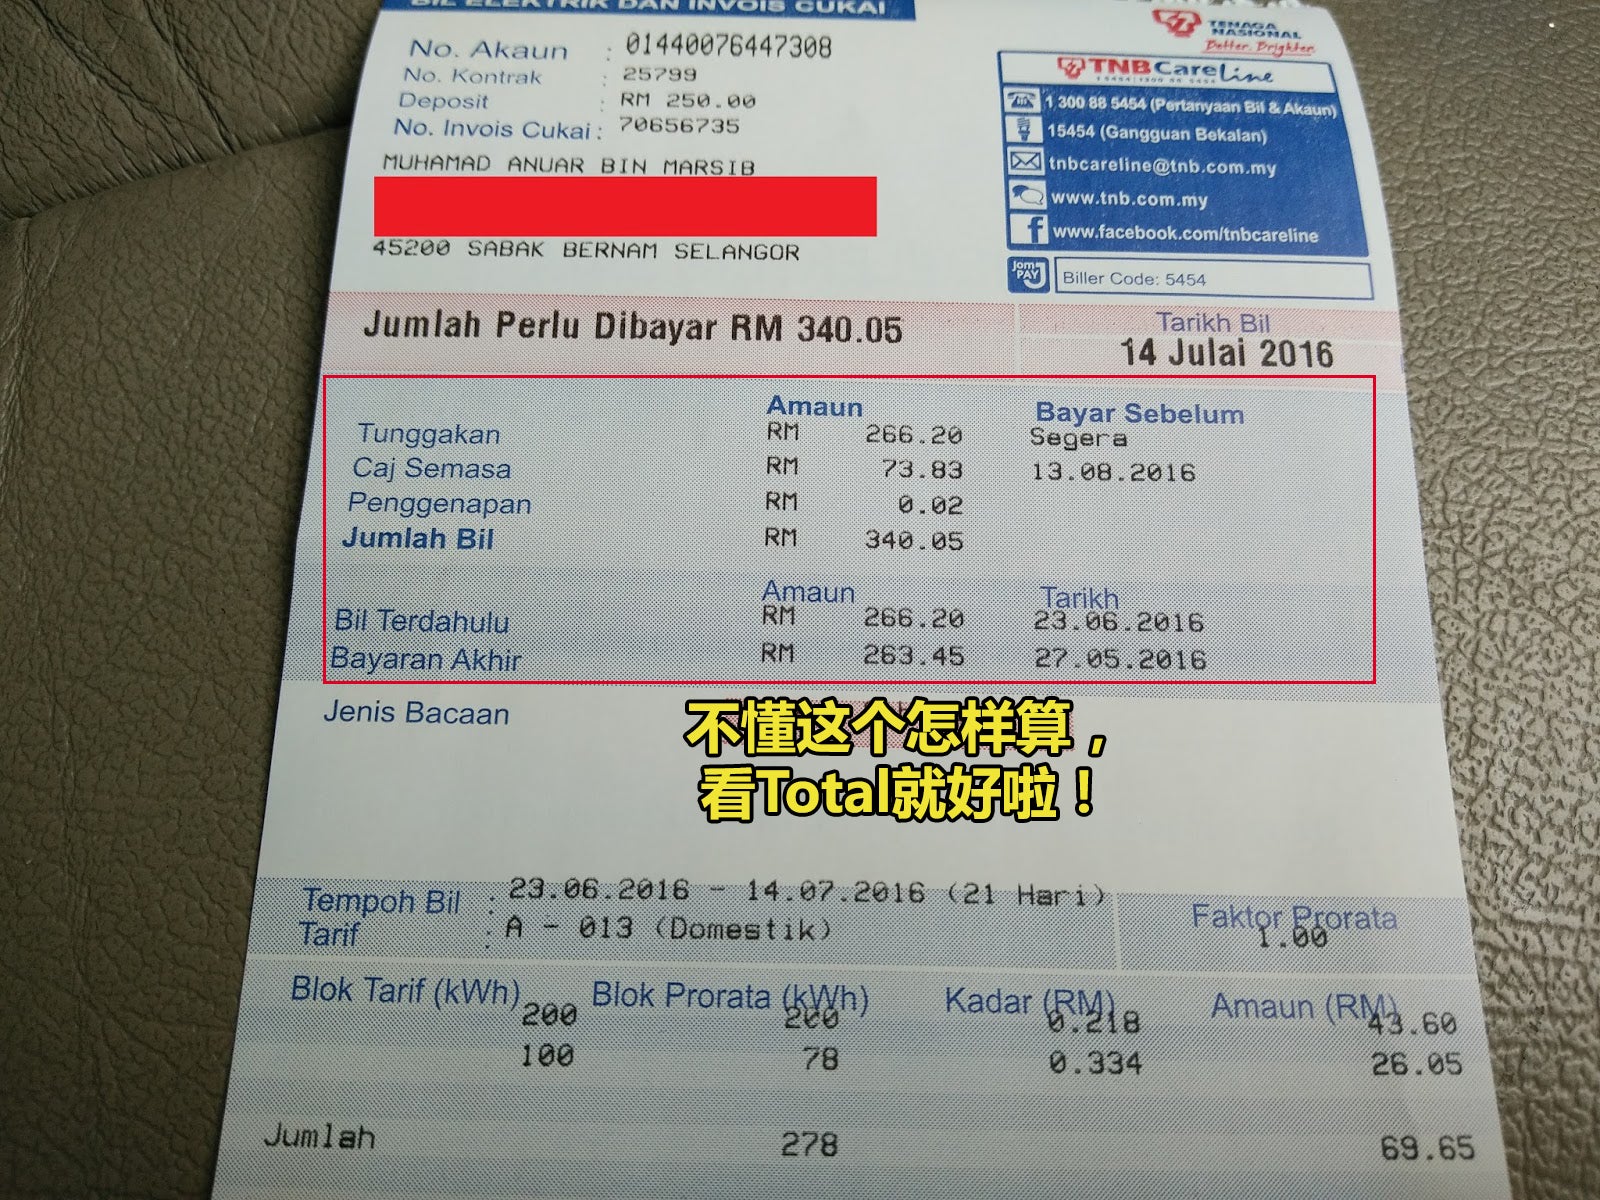 BIL ELEKTRIK DAN INVOIS CUKAI
TENAGA
NASIONAL
Better. Brighter.
No. Akaun : 01440076447308
No. Kontrak : 25799
Deposit : RM 250.00
No. Invois Cukai : 70656735
MUHAMAD ANUAR BIN MARSIB
45200 SABAK BERNAM SELANGOR
TNB CareLine
1 300 88 5454 (Pertanyaan Bil & Akaun)
15454 (Gangguan Bekalan)
tnbcareline@tnb.com.my
www.tnb.com.my
www.facebook.com/tnbcareline
Jom PAY Biller Code: 5454
Jumlah Perlu Dibayar RM 340.05
Tarikh Bil
14 Julai 2016
Amaun Bayar Sebelum
Tunggakan RM 266.20 Segera
Caj Semasa RM 73.83 13.08.2016
Penggenapan RM 0.02
Jumlah Bil RM 340.05
Amaun Tarikh
Bil Terdahulu RM 266.20 23.06.2016
Bayaran Akhir RM 263.45 27.05.2016
Jenis Bacaan
不懂这个怎样算，
看Total就好啦！
Tempoh Bil : 23.06.2016 - 14.07.2016 (21 Hari)
Tarif : A - 013 (Domestik)
Faktor Prorata
1.00
Blok Tarif (kWh) Blok Prorata (kWh) Kadar (RM) Amaun (RM)
200 200 0.218 43.60
100 78 0.334 26.05
Jumlah 278 69.65